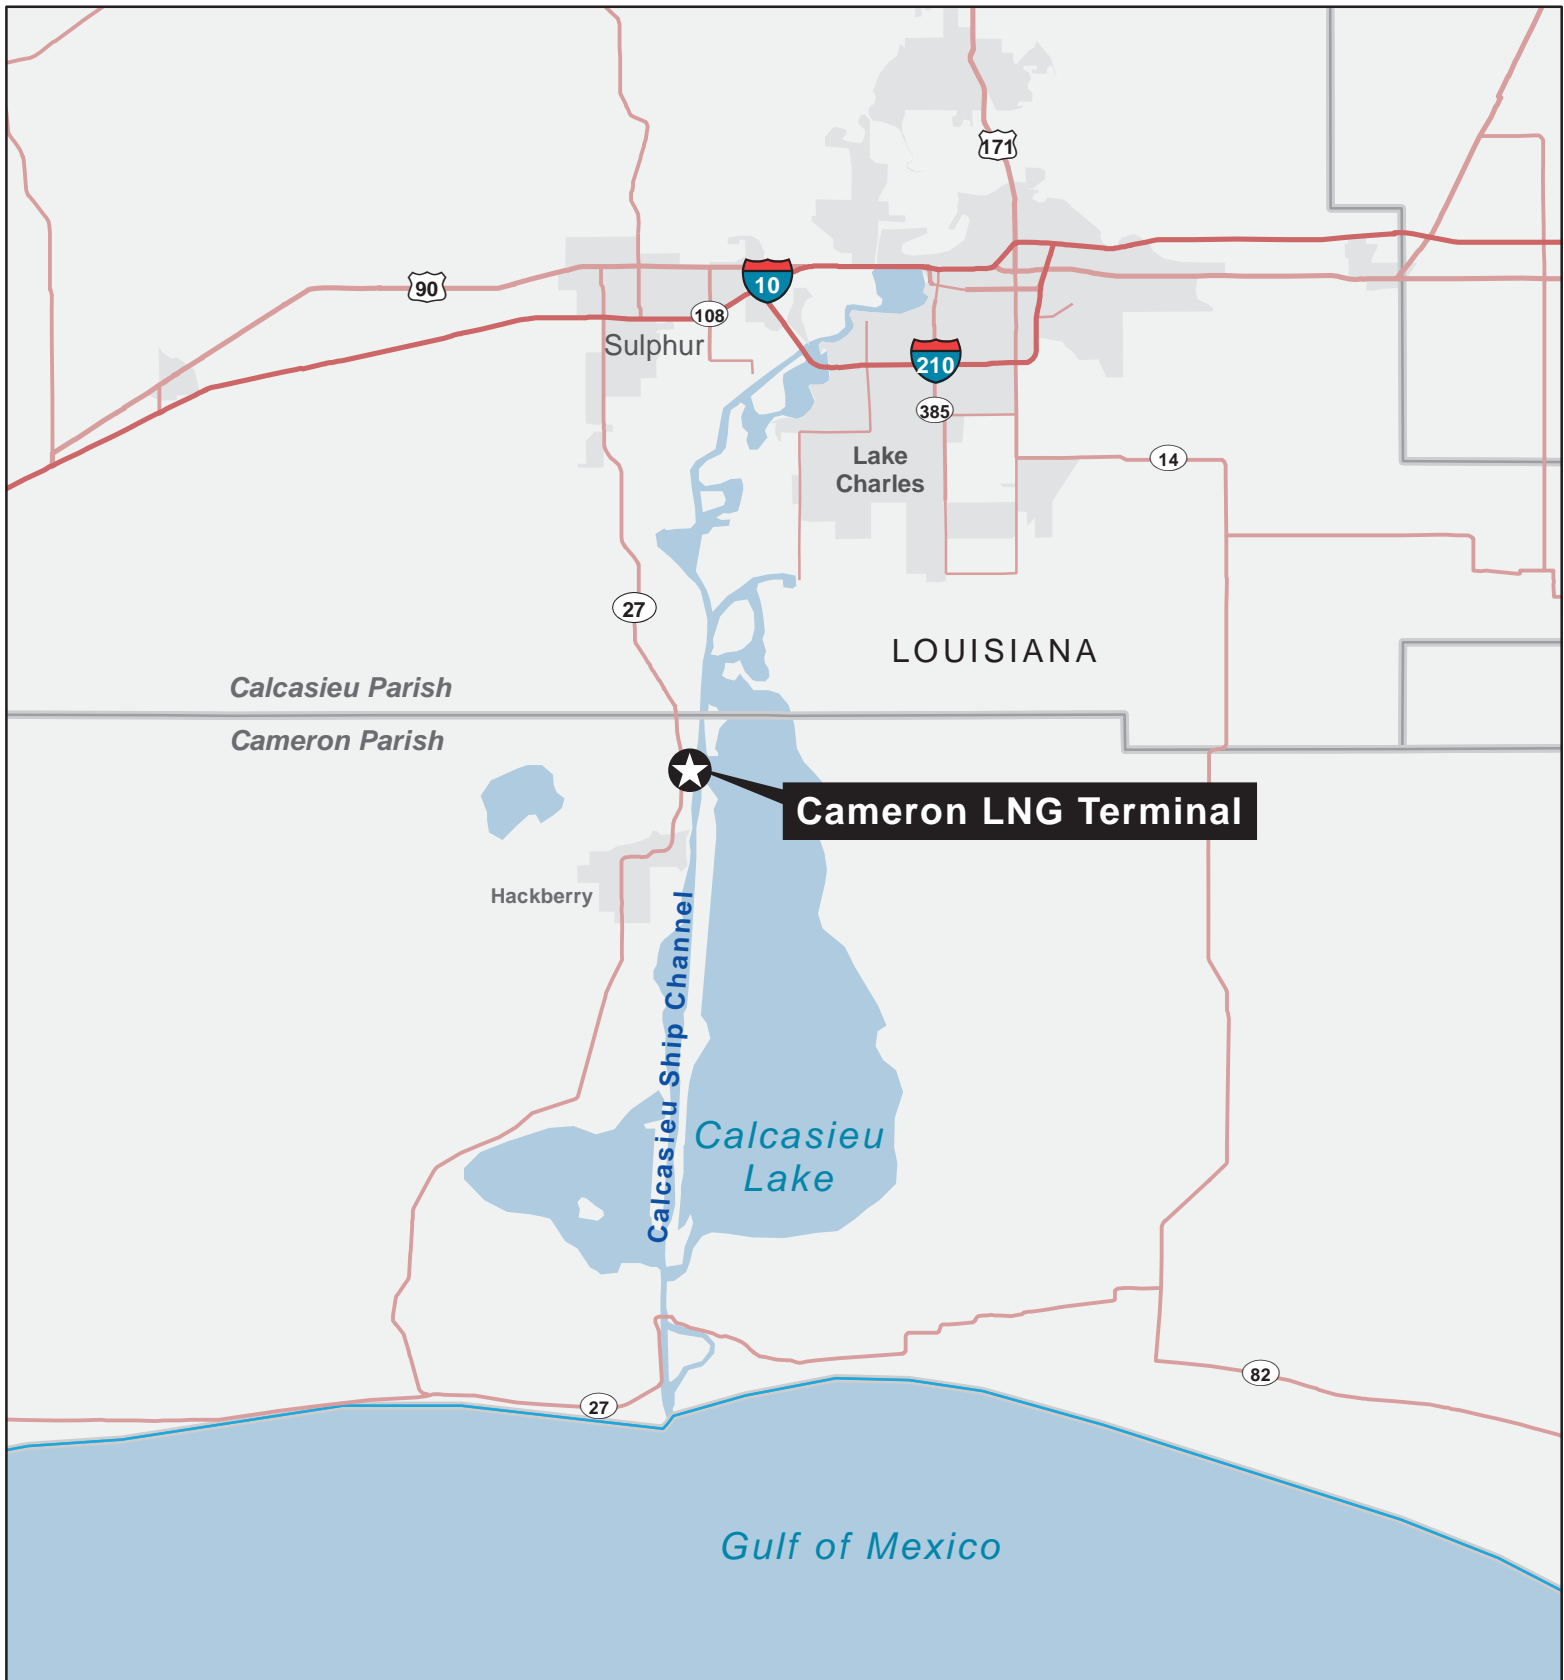 171
90
10
108
Sulphur
210
385
Lake
Charles
14
27
LOUISIANA
Calcasieu Parish
Cameron Parish
Cameron LNG Terminal
Hackberry
Calcasieu Ship Channel
Calcasieu
Lake
82
27
Gulf of Mexico